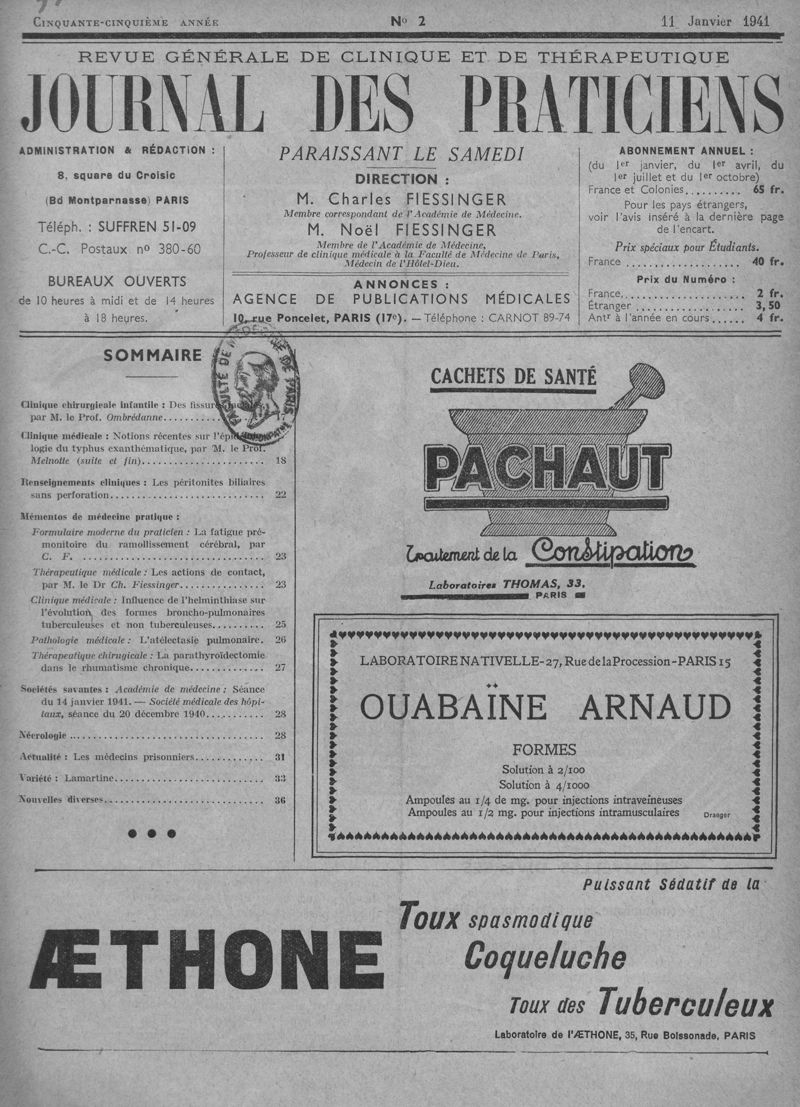 Cinquante-cinquième année
No 2
11 Janvier 1941
REVUE GÉNÉRALE DE CLINIQUE ET DE THÉRAPEUTIQUE
JOURNAL DES PRATICIENS
ADMINISTRATION & RÉDACTION :
8, square du Croisic
(Bd Montparnasse) PARIS
Téléph. : SUFFREN 51-09
C.-C. Postaux no 380-60
BUREAUX OUVERTS
de 10 heures à midi et de 14 heures
à 18 heures.
PARAISSANT LE SAMEDI
DIRECTION :
M. Charles FIESSINGER
Membre correspondant de l'Académie de Médecine.
M. Noël FIESSINGER
Membre de l'Académie de Médecine,
Professeur de clinique médicale à la Faculté de Médecine de Paris,
Médecin de l'Hôtel-Dieu.
ANNONCES :
AGENCE DE PUBLICATIONS MÉDICALES
10, rue Poncelet, PARIS (17e). — Téléphone : CARNOT 89-74
ABONNEMENT ANNUEL :
(du 1er janvier, du 1er avril, du
1er juillet et du 1er octobre)
France et Colonies.......... 65 fr.
Pour les pays étrangers,
voir l'avis inséré à la dernière page
de l'encart.
Prix spéciaux pour Étudiants.
France .................... 40 fr.
Prix du Numéro :
France...................... 2 fr.
Étranger .................... 3,50
Antr à l'année en cours...... 4 fr.
SOMMAIRE
Clinique chirurgicale infantile : Des fissures
par M. le Prof. Ombrédanne.................... 17
Clinique médicale : Notions récentes sur l'épidémio-
logie du typhus exanthématique, par M. le Prof.
Melnotte (suite et fin)...................... 18
Renseignements cliniques : Les péritonites biliaires
sans perforation............................ 22
Mémentos de médecine pratique :
Formulaire moderne du praticien : La fatigue pré-
monitoire du ramollissement cérébral, par
C. F. .................................. 23
Thérapeutique médicale : Les actions de contact,
par M. le Dr Ch. Fiessinger............... 23
Clinique médicale : Influence de l'helminthiase sur
l'évolution des formes broncho-pulmonaires
tuberculeuses et non tuberculeuses......... 25
Pathologie médicale : L'atélectasie pulmonaire. 26
Thérapeutique chirugicale : La parathyroïdectomie
dans le rhumatisme chronique............. 27
Sociétés savantes : Académie de médecine : Séance
du 14 janvier 1941. — Société médicale des hôpi-
taux, séance du 20 décembre 1940.......... 28
Nécrologie .................................. 28
Actualité : Les médecins prisonniers............ 31
Variété : Lamartine........................... 33
Nouvelles diverses............................ 36
CACHETS DE SANTÉ
PACHAUT
Traitement de la Constipation
Laboratoires THOMAS, 33.
PARIS
LABORATOIRE NATIVELLE - 27, Rue de la Procession - PARIS 15
OUABAÏNE ARNAUD
FORMES
Solution à 2/100
Solution à 4/1000
Ampoules au 1/4 de mg. pour injections intraveineuses
Ampoules au 1/2 mg. pour injections intramusculaires
Draeger
ÆTHONE
Puissant Sédatif de la
Toux spasmodique
Coqueluche
Toux des Tuberculeux
Laboratoire de l'ÆTHONE, 35, Rue Boissonade, PARIS